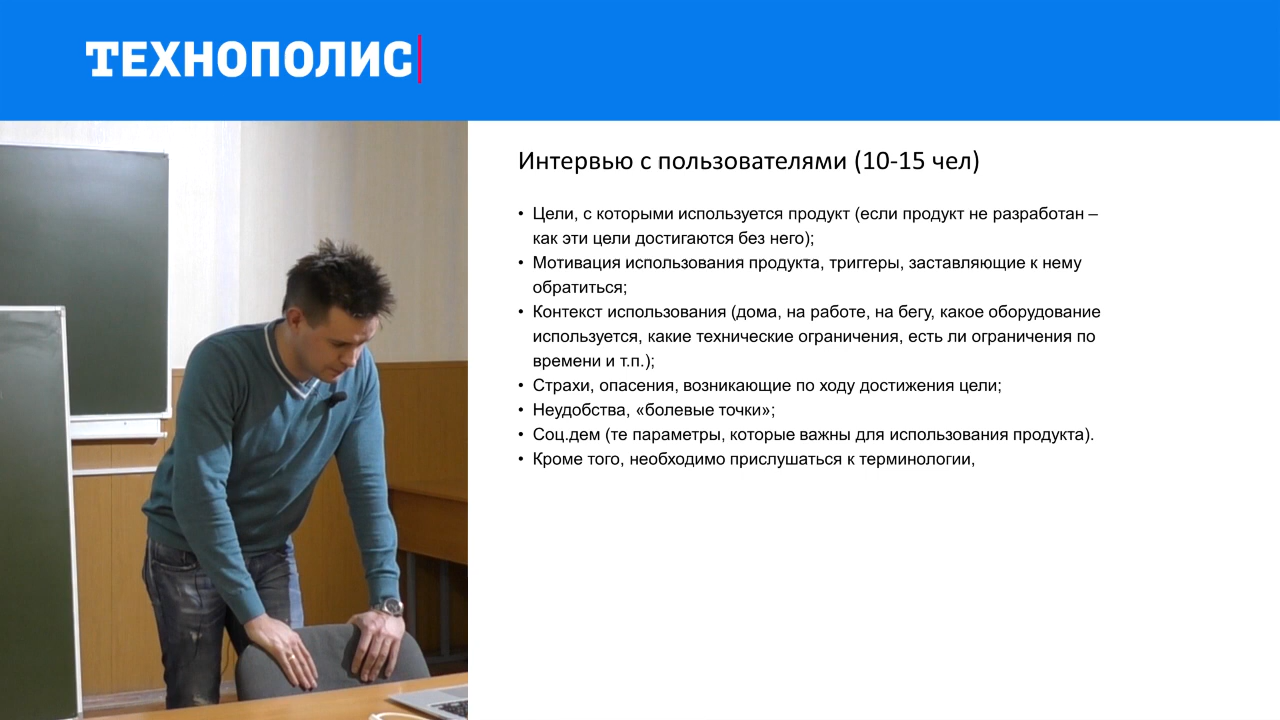 ТЕХНОПОЛИС
Интервью с пользователями (10-15 чел)
• Цели, с которыми используется продукт (если продукт не разработан –
как эти цели достигаются без него);
• Мотивация использования продукта, триггеры, заставляющие к нему
обратиться;
• Контекст использования (дома, на работе, на бегу, какое оборудование
используется, какие технические ограничения, есть ли ограничения по
времени и т.п.);
• Страхи, опасения, возникающие по ходу достижения цели;
• Неудобства, «болевые точки»;
• Соц.дем (те параметры, которые важны для использования продукта).
• Кроме того, необходимо прислушаться к терминологии,